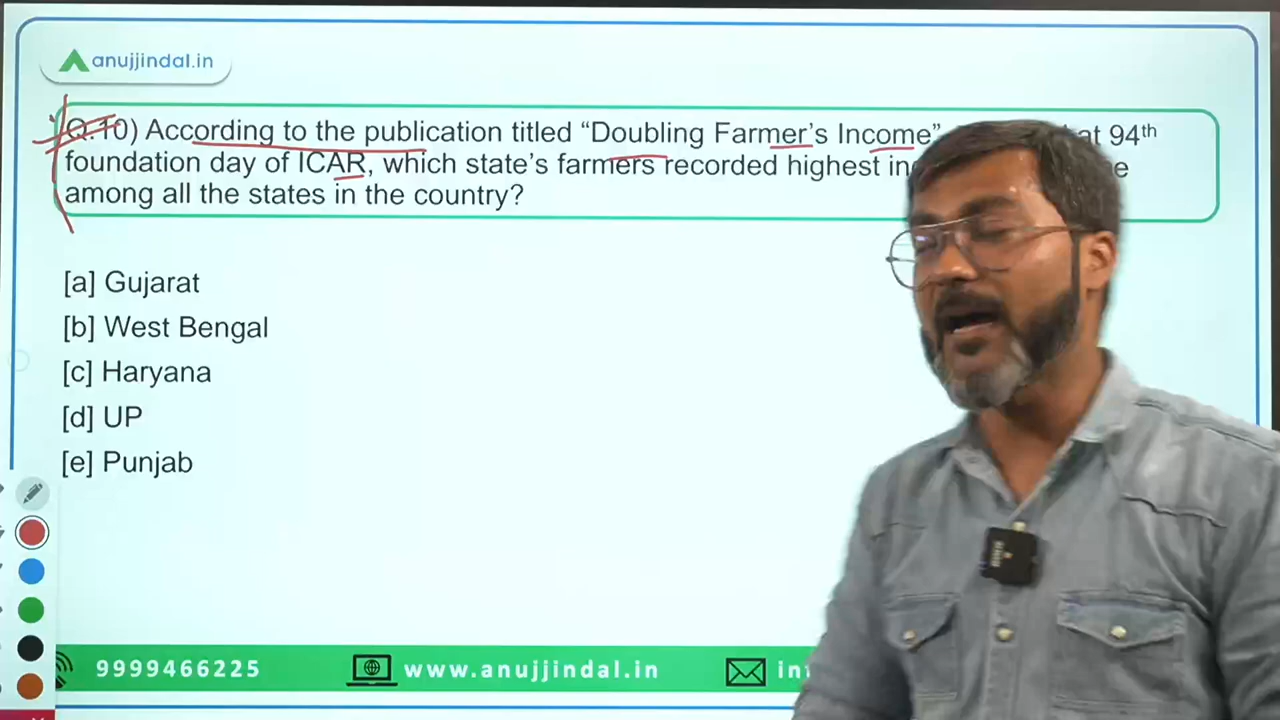 anujjindal.in
Q.10) According to the publication titled “Doubling Farmer’s Income” at 94th
foundation day of ICAR, which state’s farmers recorded highest
among all the states in the country?
[a] Gujarat
[b] West Bengal
[c] Haryana
[d] UP
[e] Punjab
9999466225 www.anujjindal.in